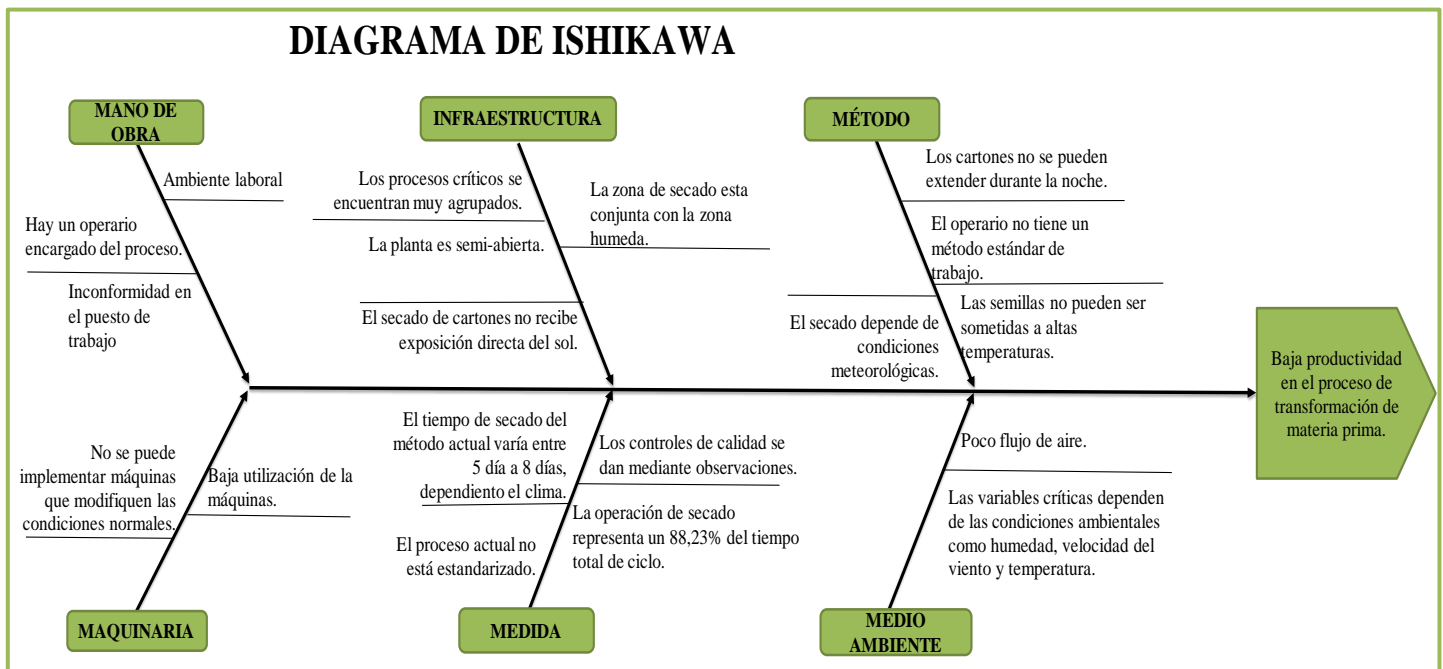 DIAGRAMA DE ISHIKAWA
MANO DE
OBRA
Ambiente laboral
Hay un operario
encargado del proceso.
Inconformidad en
el puesto de
trabajo
INFRAESTRUCTURA
Los procesos críticos se
encuentran muy agrupados.
La planta es semi-abierta.
El secado de cartones no recibe
exposición directa del sol.
La zona de secado esta
conjunta con la zona
humeda.
MÉTODO
Los cartones no se pueden
extender durante la noche.
El operario no tiene un
método estándar de
trabajo.
Las semillas no pueden ser
sometidas a altas
temperaturas.
El secado depende de
condiciones
meteorológicas.
Baja productividad
en el proceso de
transformación de
materia prima.
No se puede
implementar máquinas
que modifiquen las
condiciones normales.
Baja utilización de la
máquinas.
MAQUINARIA
El tiempo de secado del
método actual varía entre
5 día a 8 días,
dependiento el clima.
El proceso actual no
está estandarizado.
Los controles de calidad se
dan mediante observaciones.
La operación de secado
representa un 88,23% del tiempo
total de ciclo.
MEDIDA
Poco flujo de aire.
Las variables críticas dependen
de las condiciones ambientales
como humedad, velocidad del
viento y temperatura.
MEDIO
AMBIENTE